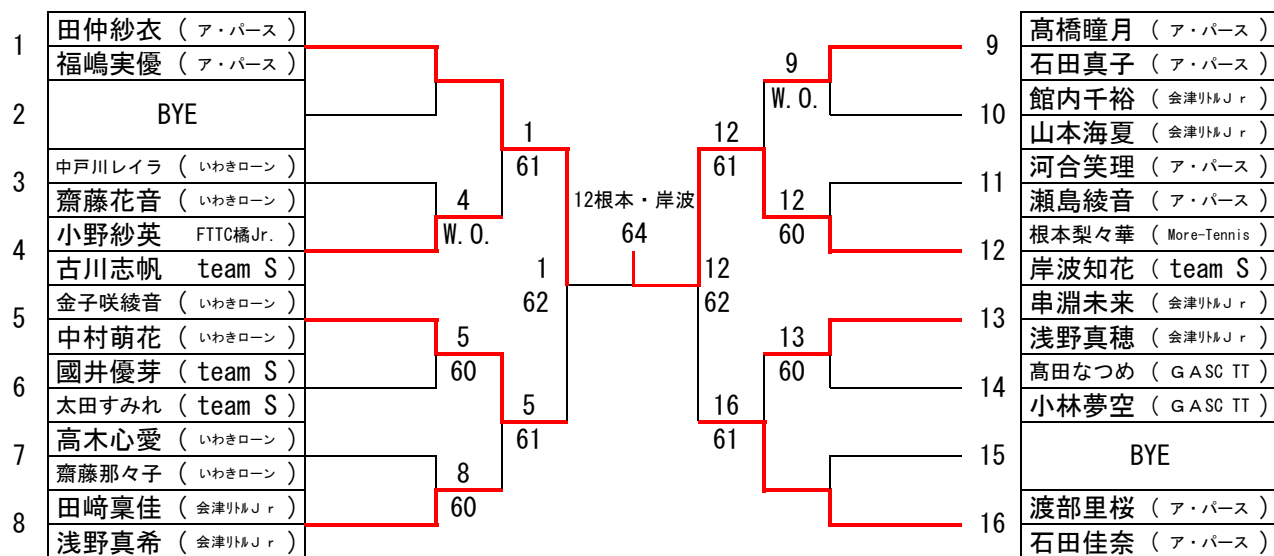 1 田仲紗衣 ( ア・パース )
福嶋実優 ( ア・パース )
2 BYE
3 中戸川レイラ ( いわきローン )
齋藤花音 ( いわきローン )
4 小野紗英 FTTC橘Jr. )
古川志帆 team S )
5 金子咲綾音 ( いわきローン )
中村萌花 ( いわきローン )
6 國井優芽 ( team S )
太田すみれ ( team S )
7 高木心愛 ( いわきローン )
齋藤那々子 ( いわきローン )
8 田﨑稟佳 ( 会津ﾘﾄﾙJr )
浅野真希 ( 会津ﾘﾄﾙJr )
4
W.O.
5
60
8
60
1
61
5
61
1
62
12根本・岸波
64
12
62
12
61
16
61
9
W.O.
12
60
13
60
9 髙橋瞳月 ( ア・パース )
石田真子 ( ア・パース )
10 館内千裕 ( 会津ﾘﾄﾙJr )
山本海夏 ( 会津ﾘﾄﾙJr )
11 河合笑理 ( ア・パース )
瀬島綾音 ( ア・パース )
12 根本梨々華 ( More-Tennis )
岸波知花 ( team S )
13 串淵未来 ( 会津ﾘﾄﾙJr )
浅野真穂 ( 会津ﾘﾄﾙJr )
14 髙田なつめ ( GASC TT )
小林夢空 ( GASC TT )
15 BYE
16 渡部里桜 ( ア・パース )
石田佳奈 ( ア・パース )